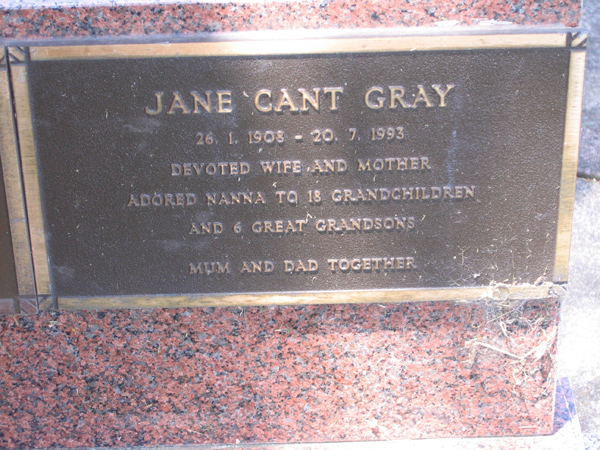 JANE CANT GRAY
26. 1. 1908 - 20. 7. 1993
DEVOTED WIFE AND MOTHER
ADORED NANNA TO 18 GRANDCHILDREN
AND 6 GREAT GRANDSONS
MUM AND DAD TOGETHER